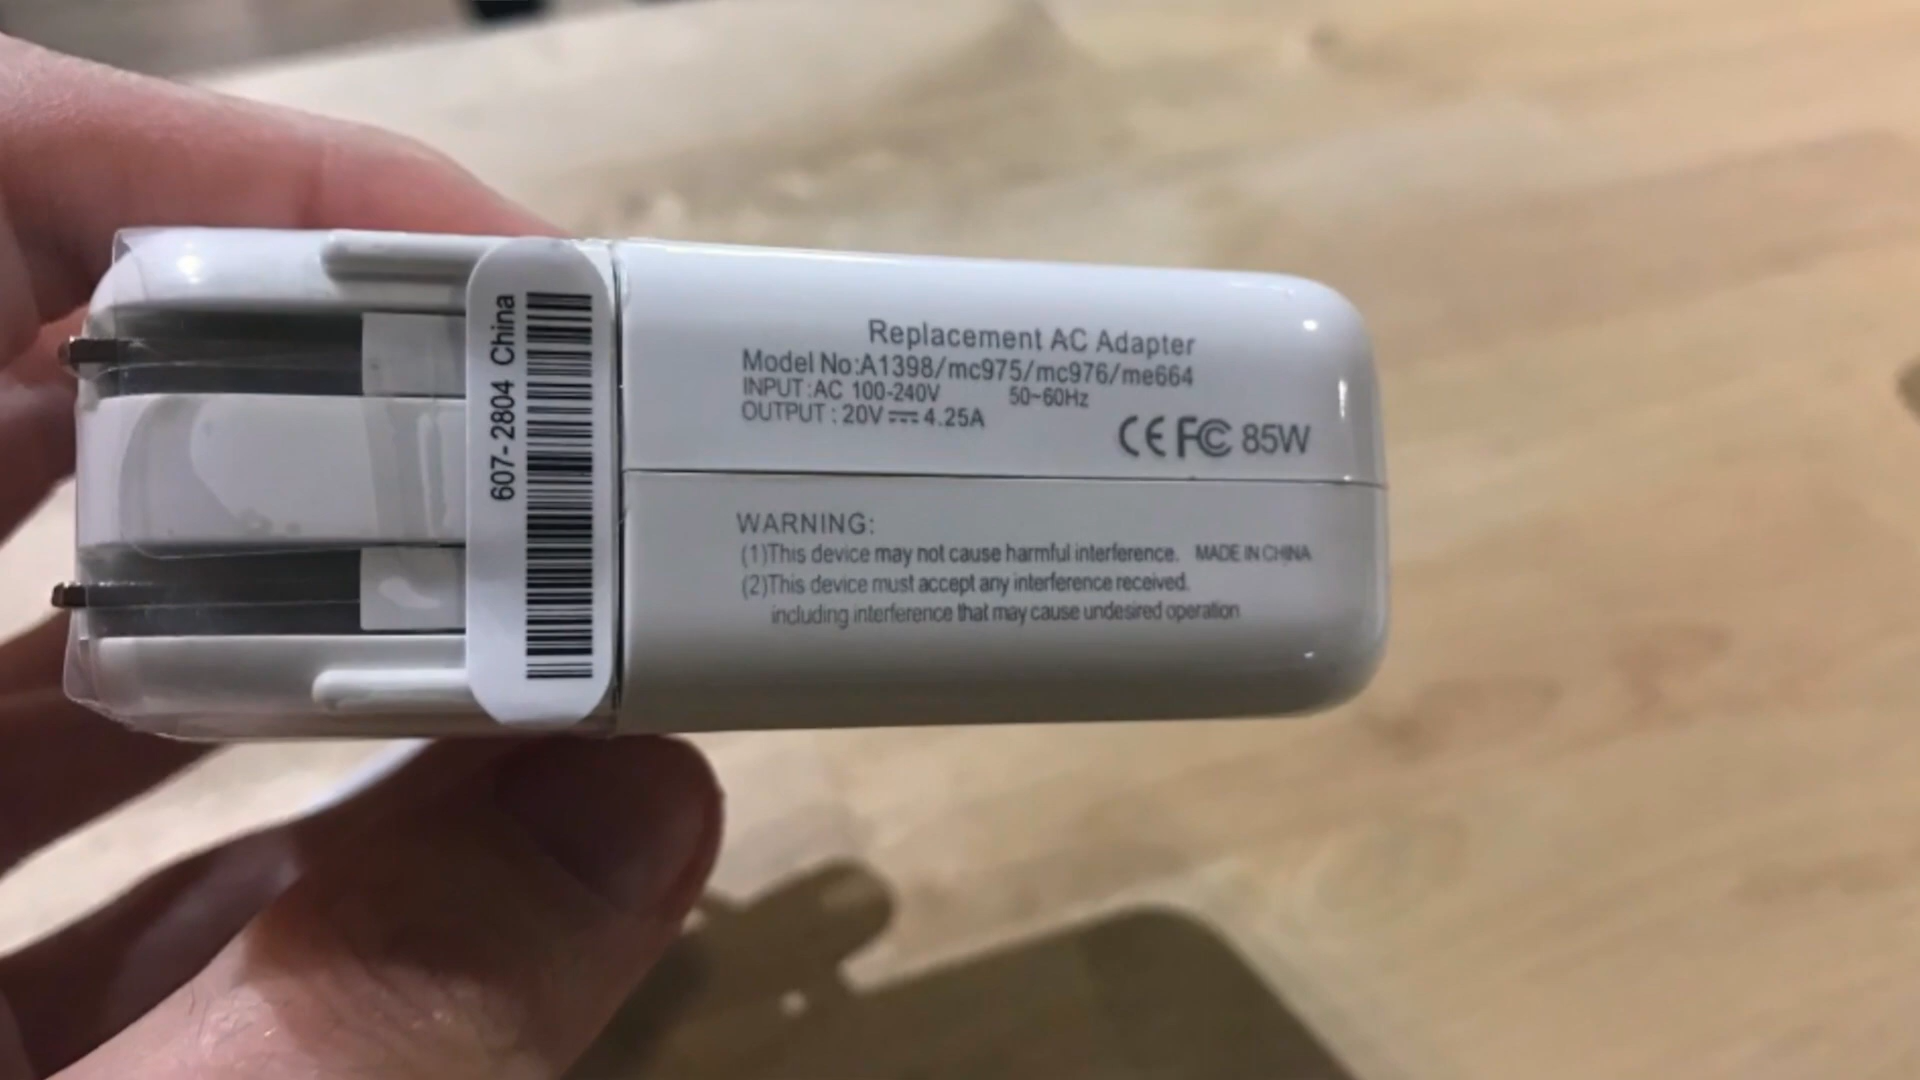 607-2804 China
Replacement AC Adapter
Model No:A1398/mc975/mc976/me664
INPUT:AC 100-240V 50~60Hz
OUTPUT : 20V ⎓ 4.25A
CE FC 85W
WARNING:
(1)This device may not cause harmful interference. MADE IN CHINA
(2)This device must accept any interference received.
including interference that may cause undesired operation